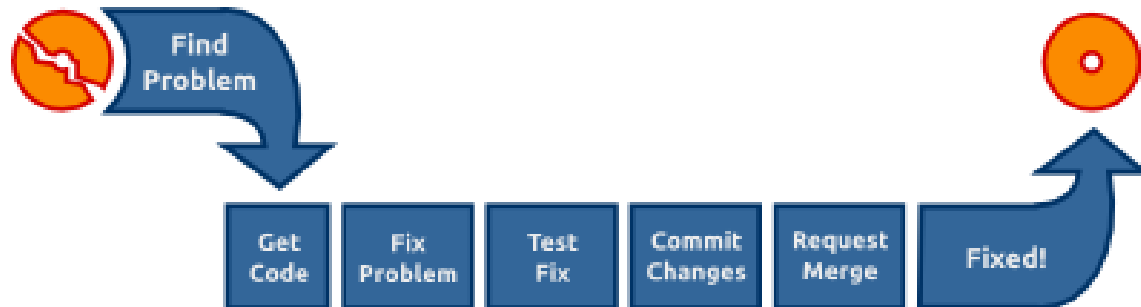 Find
Problem
Get
Code
Fix
Problem
Test
Fix
Commit
Changes
Request
Merge
Fixed!